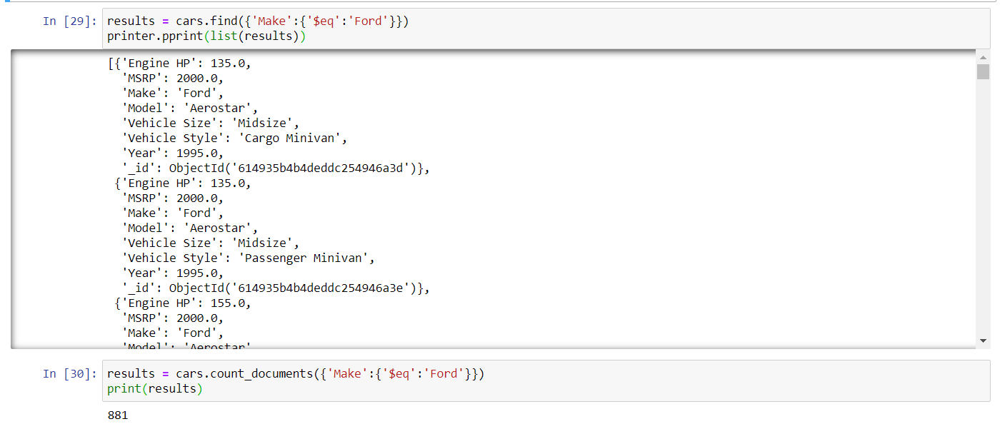 In [29]: results = cars.find({'Make':{'$eq':'Ford'}})
printer.pprint(list(results))
[{'Engine HP': 135.0,
'MSRP': 2000.0,
'Make': 'Ford',
'Model': 'Aerostar',
'Vehicle Size': 'Midsize',
'Vehicle Style': 'Cargo Minivan',
'Year': 1995.0,
'_id': ObjectId('614935b4b4deddc254946a3d')},
{'Engine HP': 135.0,
'MSRP': 2000.0,
'Make': 'Ford',
'Model': 'Aerostar',
'Vehicle Size': 'Midsize',
'Vehicle Style': 'Passenger Minivan',
'Year': 1995.0,
'_id': ObjectId('614935b4b4deddc254946a3e')},
{'Engine HP': 155.0,
'MSRP': 2000.0,
'Make': 'Ford',
'Model': 'Aerostar'
In [30]: results = cars.count_documents({'Make':{'$eq':'Ford'}})
print(results)
881